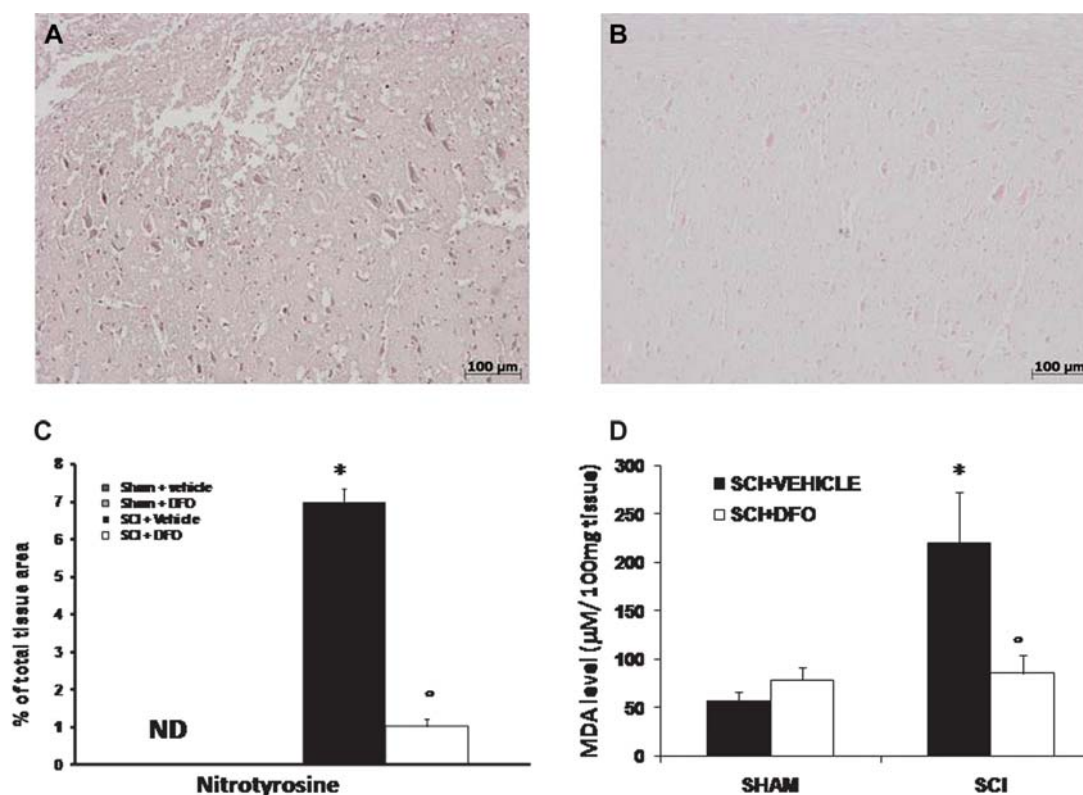 A
B
100 µm
100 µm
C
D
% of total tissue area
8
7
6
5
4
3
2
1
0
Sham + vehicle
Sham + DFO
SCI + Vehicle
SCI + DFO
*
°
ND
Nitrotyrosine
MDA level (µM/100mg tissue)
300
250
200
150
100
50
0
SCI+VEHICLE
SCI+DFO
*
°
SHAM
SCI